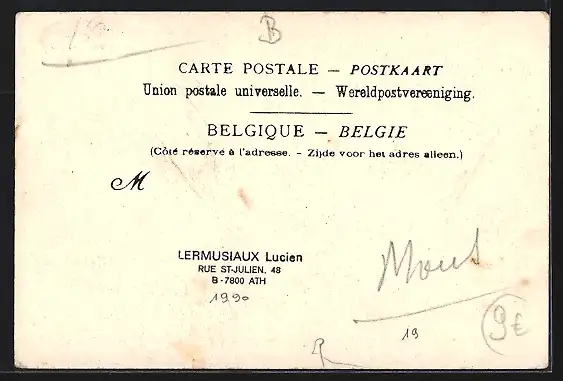 B
CARTE POSTALE — POSTKAART
Union postale universelle. — Wereldpostvereeniging.
BELGIQUE — BELGIE
(Côté réservé à l'adresse. - Zijde voor het adres alleen.)
M
LERMUSIAUX Lucien
RUE ST-JULIEN, 48
B-7800 ATH
1990
Mons
19
9€